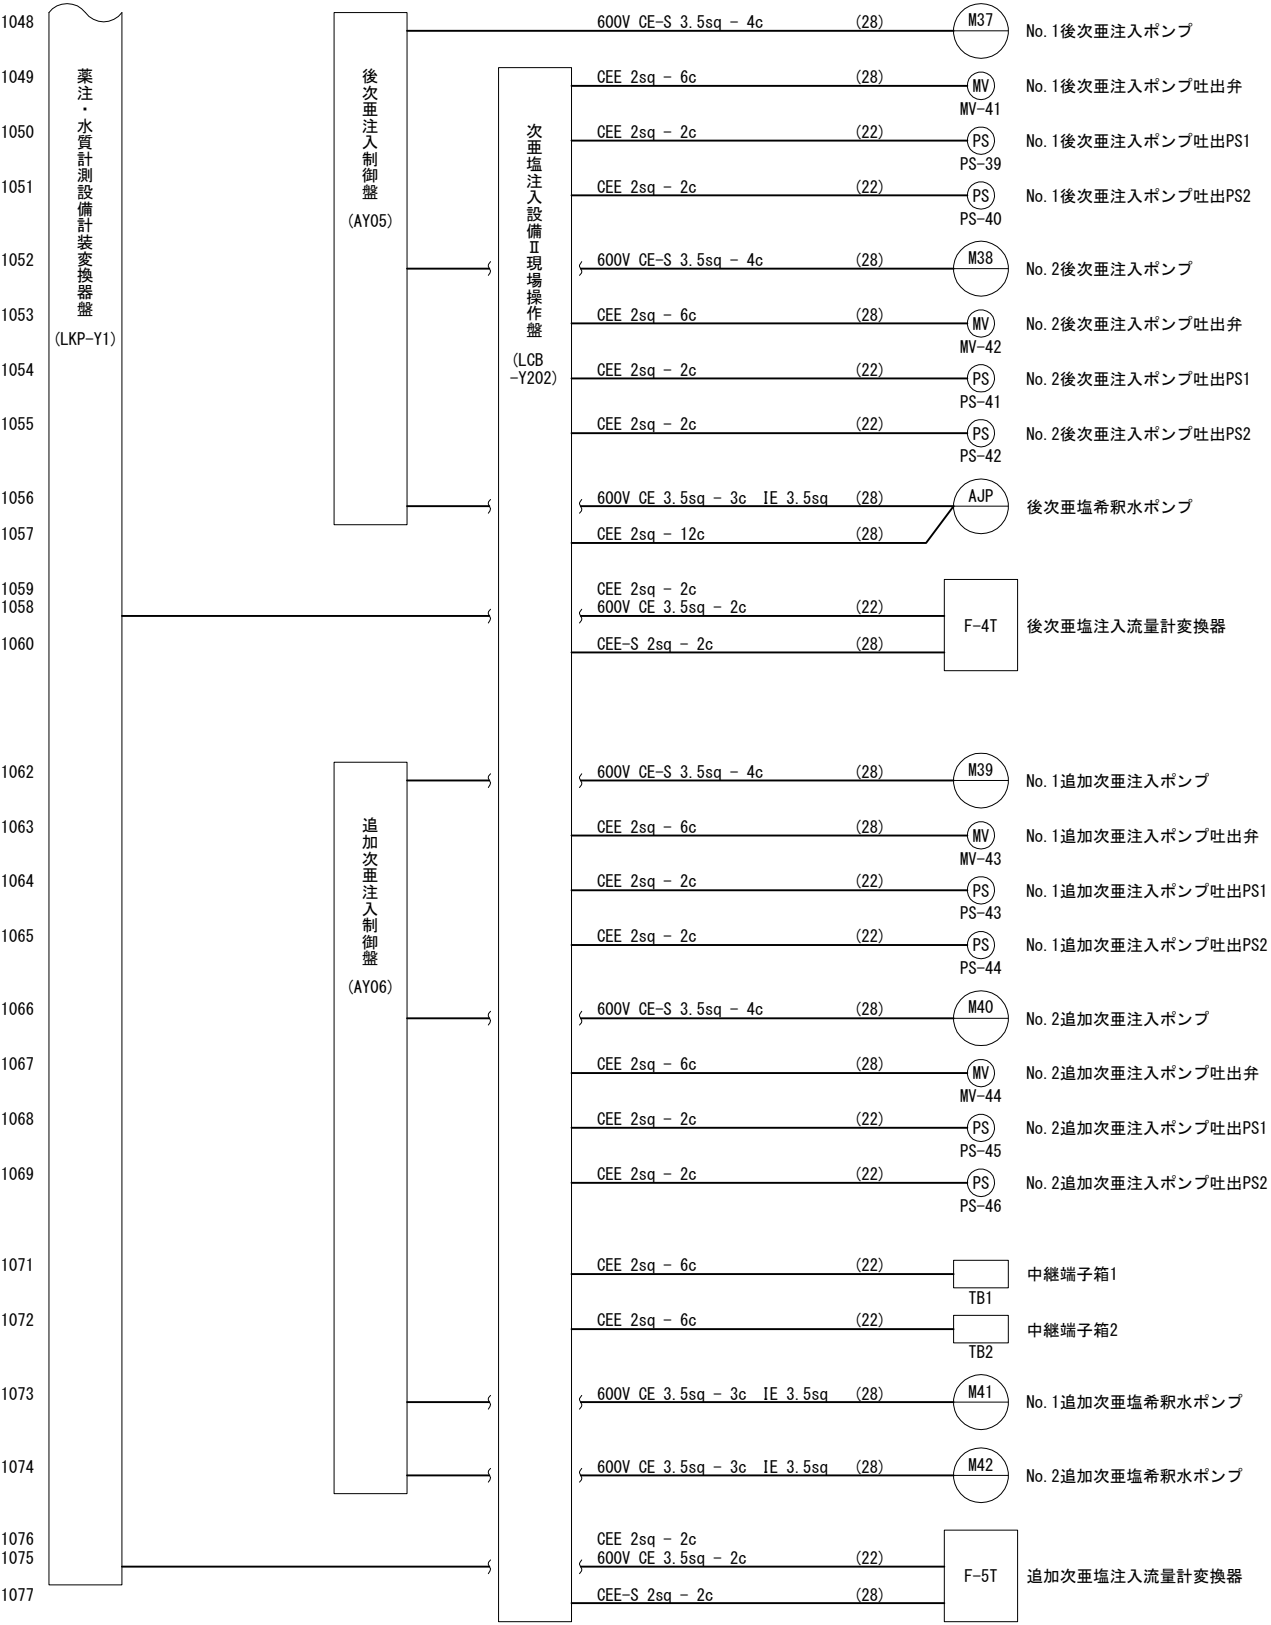 1048
600V CE-S 3.5sq - 4c (28)
M37
No.1後次亜注入ポンプ
薬注・水質計測設備計装変換器盤
(LKP-Y1)
後次亜注入制御盤
(AY05)
次亜塩注入設備Ⅱ現場操作盤
(LCB
-Y202)
1049
CEE 2sq - 6c (28)
MV
MV-41
No.1後次亜注入ポンプ吐出弁
1050
CEE 2sq - 2c (22)
PS
PS-39
No.1後次亜注入ポンプ吐出PS1
1051
CEE 2sq - 2c (22)
PS
PS-40
No.1後次亜注入ポンプ吐出PS2
1052
600V CE-S 3.5sq - 4c (28)
M38
No.2後次亜注入ポンプ
1053
CEE 2sq - 6c (28)
MV
MV-42
No.2後次亜注入ポンプ吐出弁
1054
CEE 2sq - 2c (22)
PS
PS-41
No.2後次亜注入ポンプ吐出PS1
1055
CEE 2sq - 2c (22)
PS
PS-42
No.2後次亜注入ポンプ吐出PS2
1056
600V CE 3.5sq - 3c IE 3.5sq (28)
AJP
後次亜塩希釈水ポンプ
1057
CEE 2sq - 12c (28)
1059
CEE 2sq - 2c
1058
600V CE 3.5sq - 2c (22)
F-4T
後次亜塩注入流量計変換器
1060
CEE-S 2sq - 2c (28)
1062
600V CE-S 3.5sq - 4c (28)
M39
No.1追加次亜注入ポンプ
追加次亜注入制御盤
(AY06)
1063
CEE 2sq - 6c (28)
MV
MV-43
No.1追加次亜注入ポンプ吐出弁
1064
CEE 2sq - 2c (22)
PS
PS-43
No.1追加次亜注入ポンプ吐出PS1
1065
CEE 2sq - 2c (22)
PS
PS-44
No.1追加次亜注入ポンプ吐出PS2
1066
600V CE-S 3.5sq - 4c (28)
M40
No.2追加次亜注入ポンプ
1067
CEE 2sq - 6c (28)
MV
MV-44
No.2追加次亜注入ポンプ吐出弁
1068
CEE 2sq - 2c (22)
PS
PS-45
No.2追加次亜注入ポンプ吐出PS1
1069
CEE 2sq - 2c (22)
PS
PS-46
No.2追加次亜注入ポンプ吐出PS2
1071
CEE 2sq - 6c (22)
TB1
中継端子箱1
1072
CEE 2sq - 6c (22)
TB2
中継端子箱2
1073
600V CE 3.5sq - 3c IE 3.5sq (28)
M41
No.1追加次亜塩希釈水ポンプ
1074
600V CE 3.5sq - 3c IE 3.5sq (28)
M42
No.2追加次亜塩希釈水ポンプ
1076
CEE 2sq - 2c
1075
600V CE 3.5sq - 2c (22)
F-5T
追加次亜塩注入流量計変換器
1077
CEE-S 2sq - 2c (28)